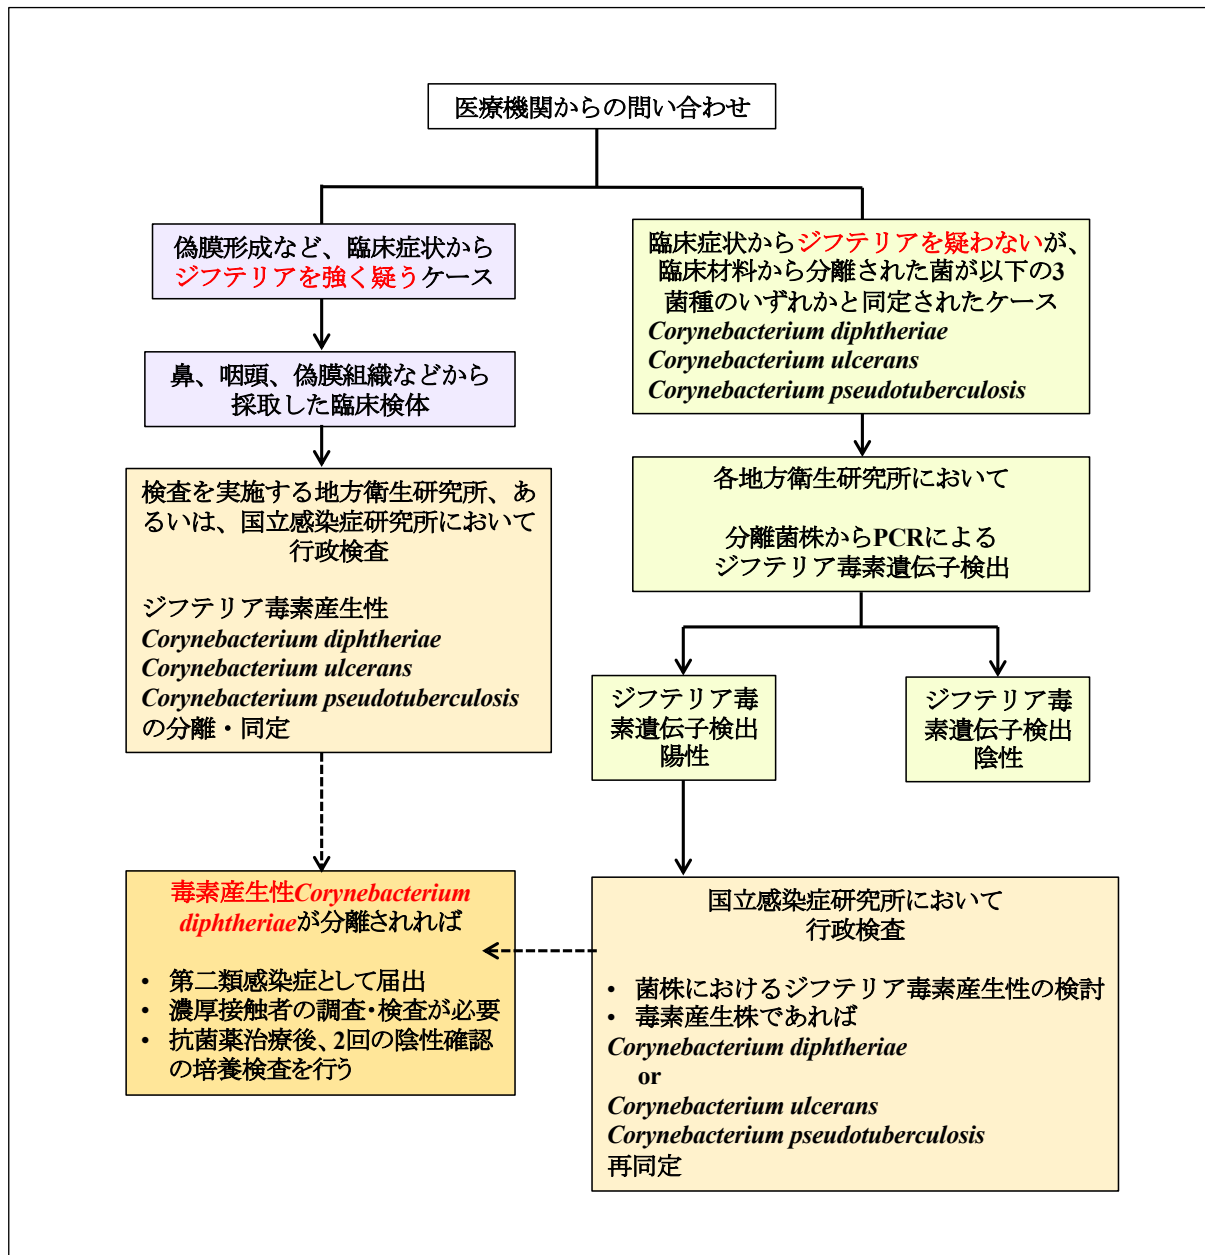 医療機関からの問い合わせ
偽膜形成など、臨床症状から
ジフテリアを強く疑うケース
鼻、咽頭、偽膜組織などから
採取した臨床検体
検査を実施する地方衛生研究所、あ
るいは、国立感染症研究所において
行政検査
ジフテリア毒素産生性
Corynebacterium diphtheriae
Corynebacterium ulcerans
Corynebacterium pseudotuberculosis
の分離・同定
臨床症状からジフテリアを疑わないが、
臨床材料から分離された菌が以下の3
菌種のいずれかと同定されたケース
Corynebacterium diphtheriae
Corynebacterium ulcerans
Corynebacterium pseudotuberculosis
各地方衛生研究所において
分離菌株からPCRによる
ジフテリア毒素遺伝子検出
ジフテリア毒
素遺伝子検出
陽性
ジフテリア毒
素遺伝子検出
陰性
国立感染症研究所において
行政検査
• 菌株におけるジフテリア毒素産生性の検討
• 毒素産生株であれば
Corynebacterium diphtheriae
or
Corynebacterium ulcerans
Corynebacterium pseudotuberculosis
再同定
毒素産生性Corynebacterium
diphtheriaeが分離されれば
• 第二類感染症として届出
• 濃厚接触者の調査・検査が必要
• 抗菌薬治療後、2回の陰性確認
の培養検査を行う